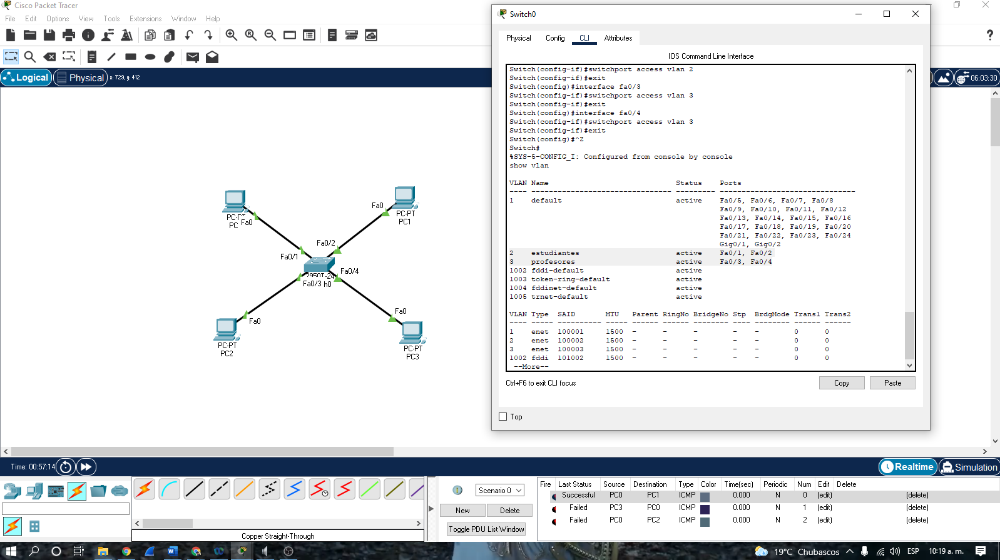 Cisco Packet Tracer
File Edit Options View Tools Extensions Window Help
Logical Physical x: 729, y: 412
06:03:30
Switch0
Physical Config CLI Attributes
IOS Command Line Interface
Switch(config-if)#switchport access vlan 2
Switch(config-if)#exit
Switch(config)#interface fa0/3
Switch(config-if)#switchport access vlan 3
Switch(config-if)#exit
Switch(config)#interface fa0/4
Switch(config-if)#switchport access vlan 3
Switch(config-if)#exit
Switch(config)#^Z
Switch#
%SYS-5-CONFIG_I: Configured from console by console
show vlan
VLAN Name Status Ports
---- -------------------------------- --------- -------------------------------
1 default active Fa0/5, Fa0/6, Fa0/7, Fa0/8
Fa0/9, Fa0/10, Fa0/11, Fa0/12
Fa0/13, Fa0/14, Fa0/15, Fa0/16
Fa0/17, Fa0/18, Fa0/19, Fa0/20
Fa0/21, Fa0/22, Fa0/23, Fa0/24
Gig0/1, Gig0/2
2 estudiantes active Fa0/1, Fa0/2
3 profesores active Fa0/3, Fa0/4
1002 fddi-default active
1003 token-ring-default active
1004 fddinet-default active
1005 trnet-default active
VLAN Type SAID MTU Parent RingNo BridgeNo Stp BrdgMode Trans1 Trans2
---- ----- ---------- ----- ------ ------ -------- ---- -------- ------ ------
1 enet 100001 1500 - - - - - 0 0
2 enet 100002 1500 - - - - - 0 0
3 enet 100003 1500 - - - - - 0 0
1002 fddi 101002 1500 - - - - - 0 0
--More--
Ctrl+F6 to exit CLI focus
Copy Paste
Top
PC-PT
PC
Fa0
Fa0
PC-PT
PC1
Fa0/2
Fa0/1
2950T-24
Fa0/4
Fa0/3 h0
Fa0
PC-PT
PC2
Fa0
PC-PT
PC3
Time: 00:57:14
Realtime Simulation
Copper Straight-Through
Scenario 0
New Delete
Toggle PDU List Window
Fire Last Status Source Destination Type Color Time(sec) Periodic Num Edit Delete
Successful PC0 PC1 ICMP 0.000 N 0 (edit) (delete)
Failed PC3 PC0 ICMP 0.000 N 1 (edit) (delete)
Failed PC0 PC2 ICMP 0.000 N 2 (edit) (delete)
19°C Chubascos ESP 10:19 a. m.